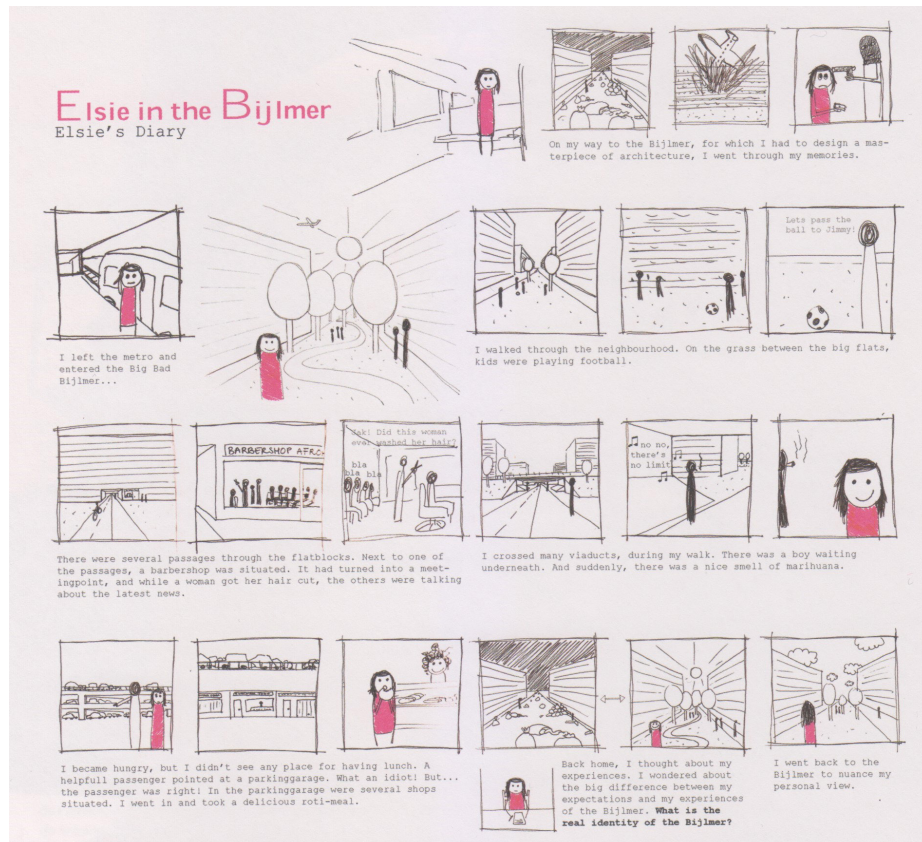 Elsie in the Bijlmer
Elsie's Diary
On my way to the Bijlmer, for which I had to design a mas-
terpiece of architecture, I went through my memories.
I left the metro and
entered the Big Bad
Bijlmer...
Lets pass the
ball to Jimmy!
I walked through the neighbourhood. On the grass between the big flats,
kids were playing football.
BARBERSHOP AFRO
Bak! Did this woman
ever washed her hair?
bla
bla bla
There were several passages through the flatblocks. Next to one of
the passages, a barbershop was situated. It had turned into a meet-
ingpoint, and while a woman got her hair cut, the others were talking
about the latest news.
no no,
there's
no limit
I crossed many viaducts, during my walk. There was a boy waiting
underneath. And suddenly, there was a nice smell of marihuana.
I became hungry, but I didn't see any place for having lunch. A
helpfull passenger pointed at a parkinggarage. What an idiot! But...
the passenger was right! In the parkinggarage were several shops
situated. I went in and took a delicious roti-meal.
Back home, I thought about my
experiences. I wondered about
the big difference between my
expectations and my experiences
of the Bijlmer. What is the
real identity of the Bijlmer?
I went back to the
Bijlmer to nuance my
personal view.